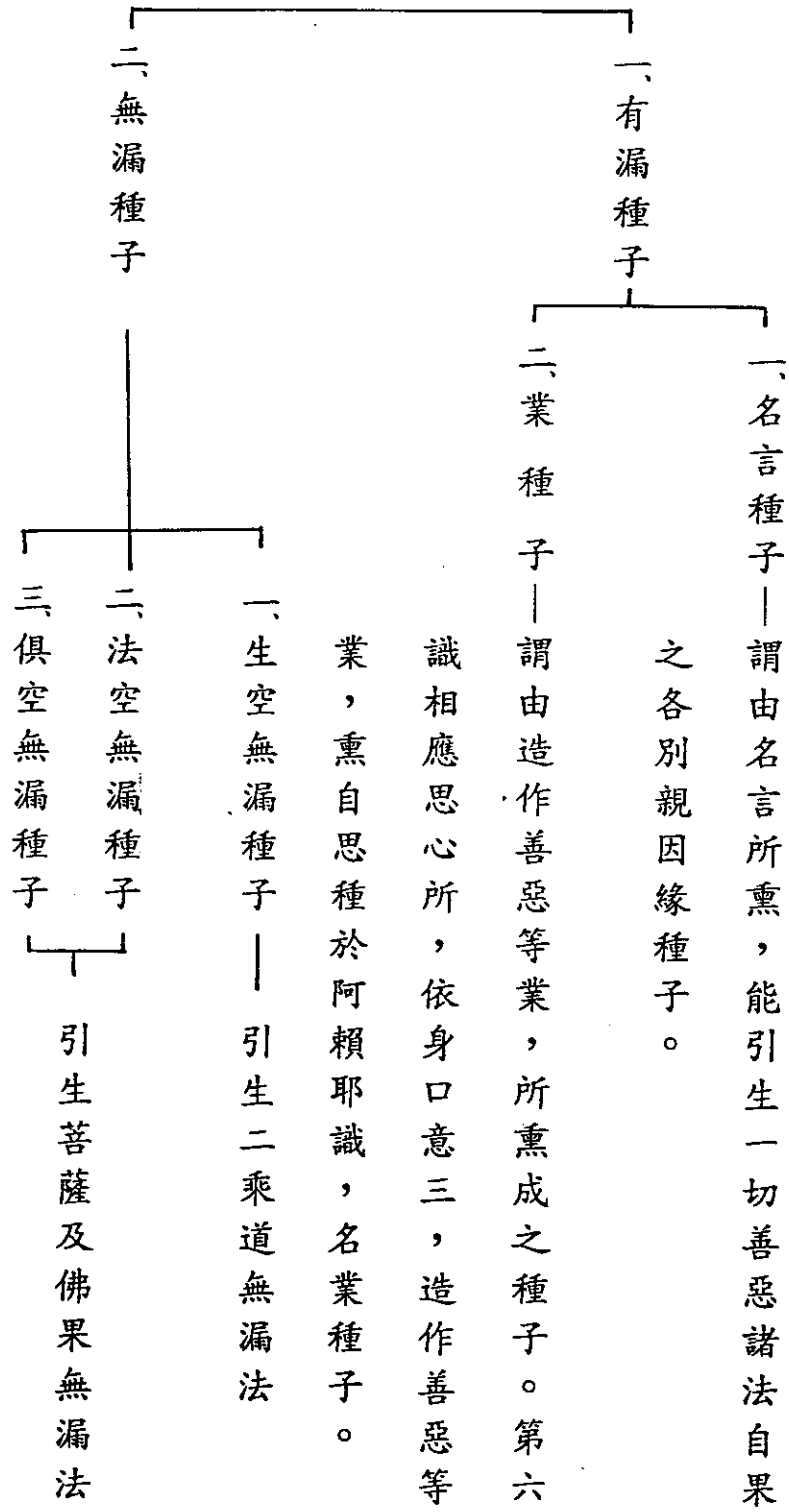 一、有漏種子
一、名言種子—謂由名言所熏，能引生一切善惡諸法自果
之各別親因緣種子。
二、業種子—謂由造作善惡等業，所熏成之種子。第六
識相應思心所，依身口意三，造作善惡等
業，熏自思種於阿賴耶識，名業種子。
二、無漏種子
一、生空無漏種子—引生二乘道無漏法
二、法空無漏種子
三、俱空無漏種子
引生菩薩及佛果無漏法